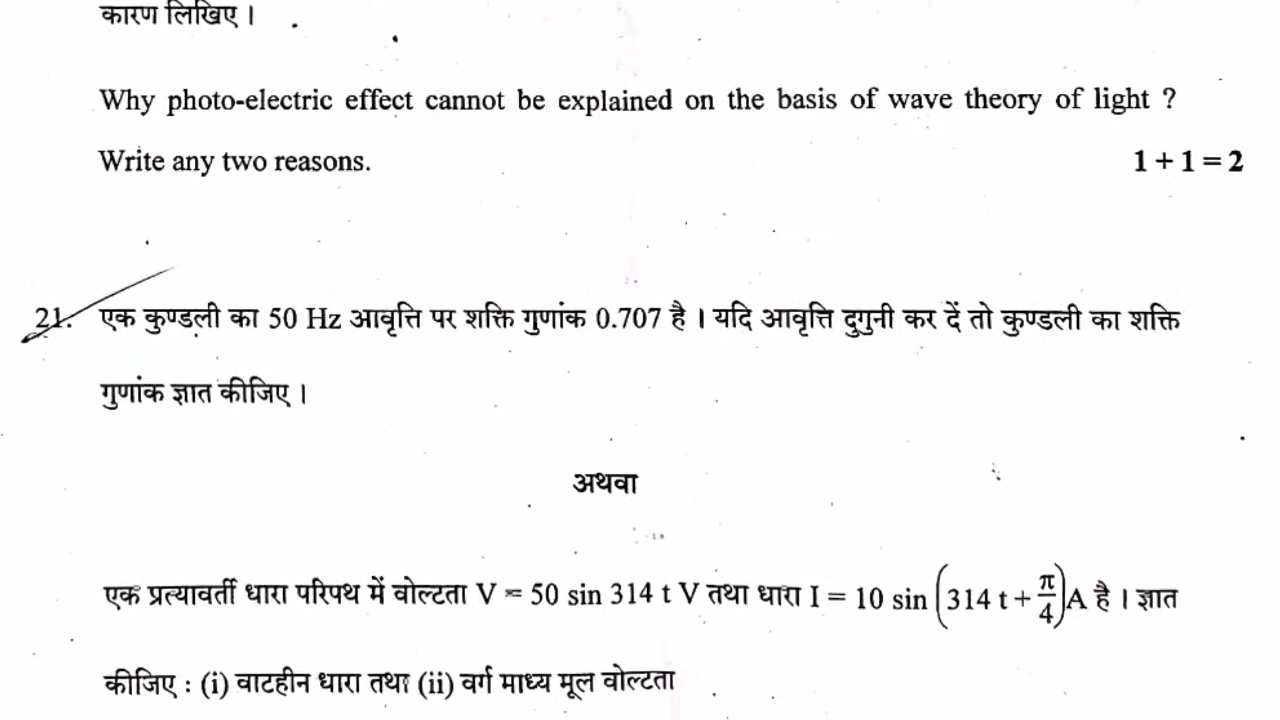 कारण लिखिए ।
Why photo-electric effect cannot be explained on the basis of wave theory of light ?
Write any two reasons. 1 + 1 = 2
21. एक कुण्डली का 50 Hz आवृत्ति पर शक्ति गुणांक 0.707 है । यदि आवृत्ति दुगुनी कर दें तो कुण्डली का शक्ति
गुणांक ज्ञात कीजिए ।
अथवा
एक प्रत्यावर्ती धारा परिपथ में वोल्टता V = 50 sin 314 t V तथा धारा I = 10 sin (314 t + π/4) A है । ज्ञात
कीजिए : (i) वाटहीन धारा तथा (ii) वर्ग माध्य मूल वोल्टता